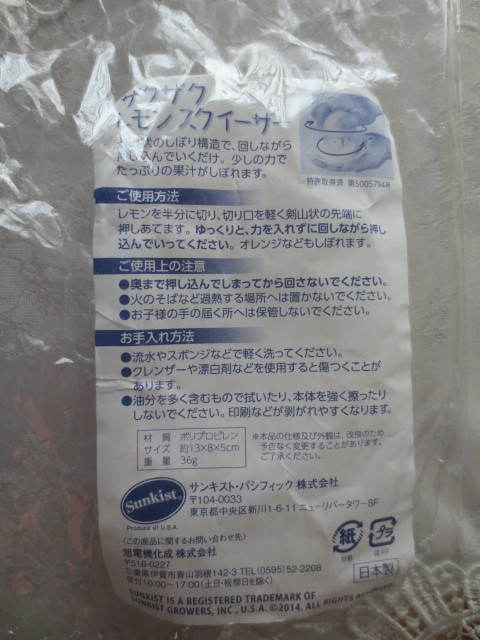 ザクザク
レモンスクイーザー
剣山状のしぼり構造で、回しながら
押し込んでいくだけ。少しの力で
たっぷりの果汁がしぼれます。
特許取得済 第5005794号
ご使用方法
レモンを半分に切り、切り口を軽く剣山状の先端に
押しあてます。ゆっくりと、力を入れずに回しながら押し
込んでいってください。オレンジなどもしぼれます。
ご使用上の注意
●奥まで押し込んでしまってから回さないでください。
●火のそばなど過熱する場所へは置かないでください。
●お子様の手の届く所へは保管しないでください。
お手入れ方法
●流水やスポンジなどで軽く洗ってください。
●クレンザーや漂白剤などを使用すると傷つくことが
あります。
●油分を多く含むもので拭いたり、本体を強く擦ったり
しないでください。印刷などが剥がれやすくなります。
材質 ポリプロピレン
サイズ 約13×8×5cm
重量 36g
※本品の仕様及び外観は、改良のため
予告なく変更することがあります。
ご了承ください。
Sunkist
Produce of U.S.A.
サンキスト・パシフィック 株式会社
〒104-0033
東京都中央区新川1-6-11 ニューリバータワー8F
〈この商品に関するお問い合わせ先〉
旭電機化成 株式会社
〒518-0227
三重県伊賀市青山羽根142-3 TEL (0595) 52-2208
受付10:00～17:00(土日・祝祭日を除く)
紙
プラ
日本製
SUNKIST IS A REGISTERED TRADEMARK OF
SUNKIST GROWERS, INC., U.S.A. ©2014. ALL RIGHTS